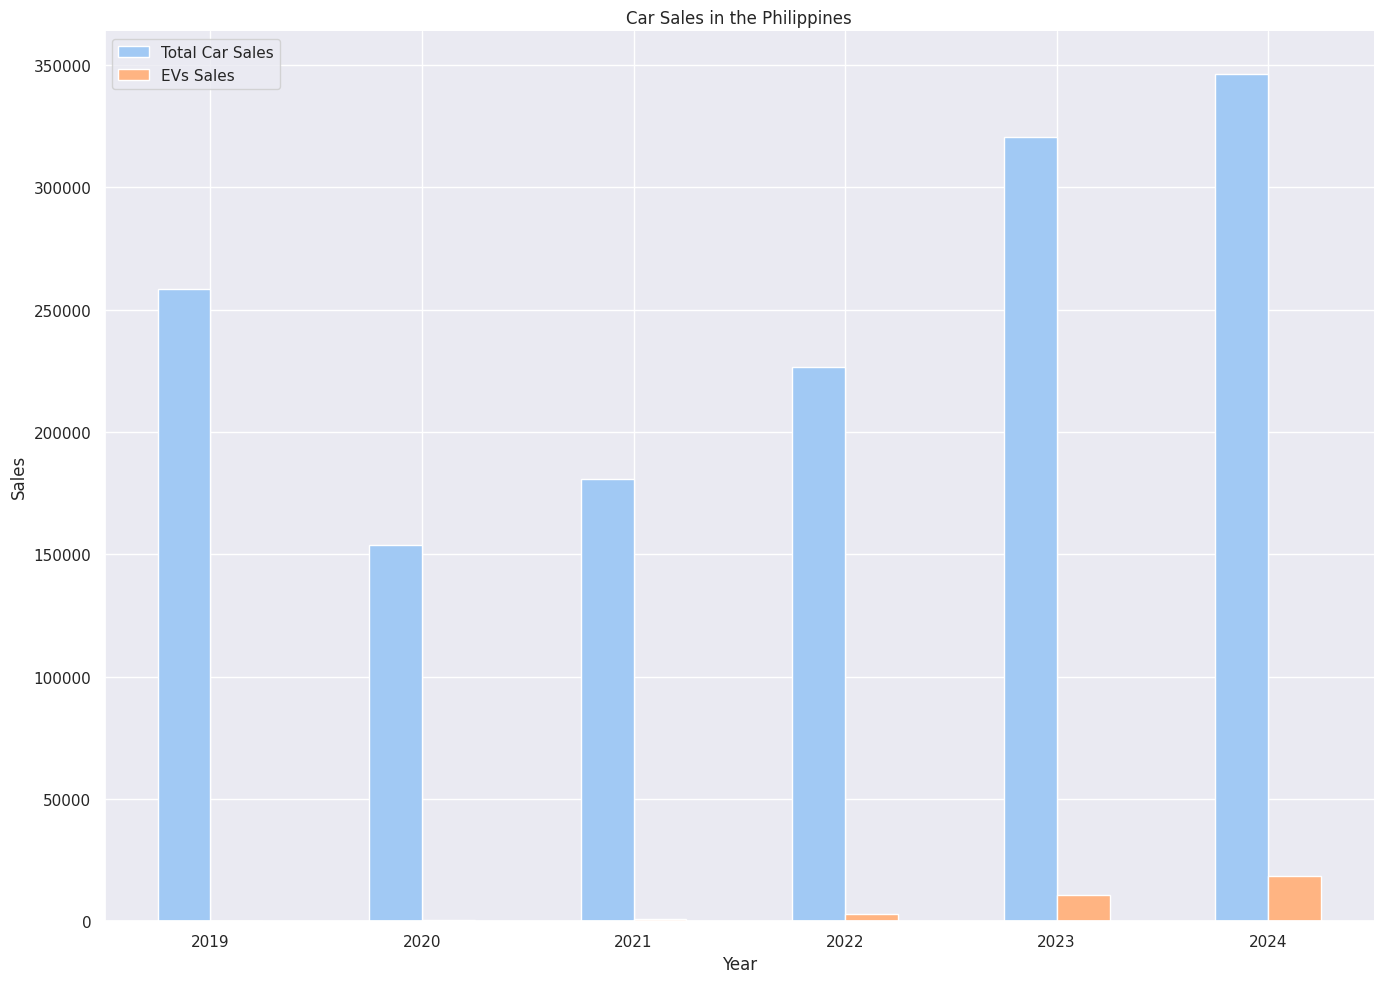 Car Sales in the Philippines
Total Car Sales
EVs Sales
350000
300000
250000
200000
150000
100000
50000
0
Sales
2019 2020 2021 2022 2023 2024
Year